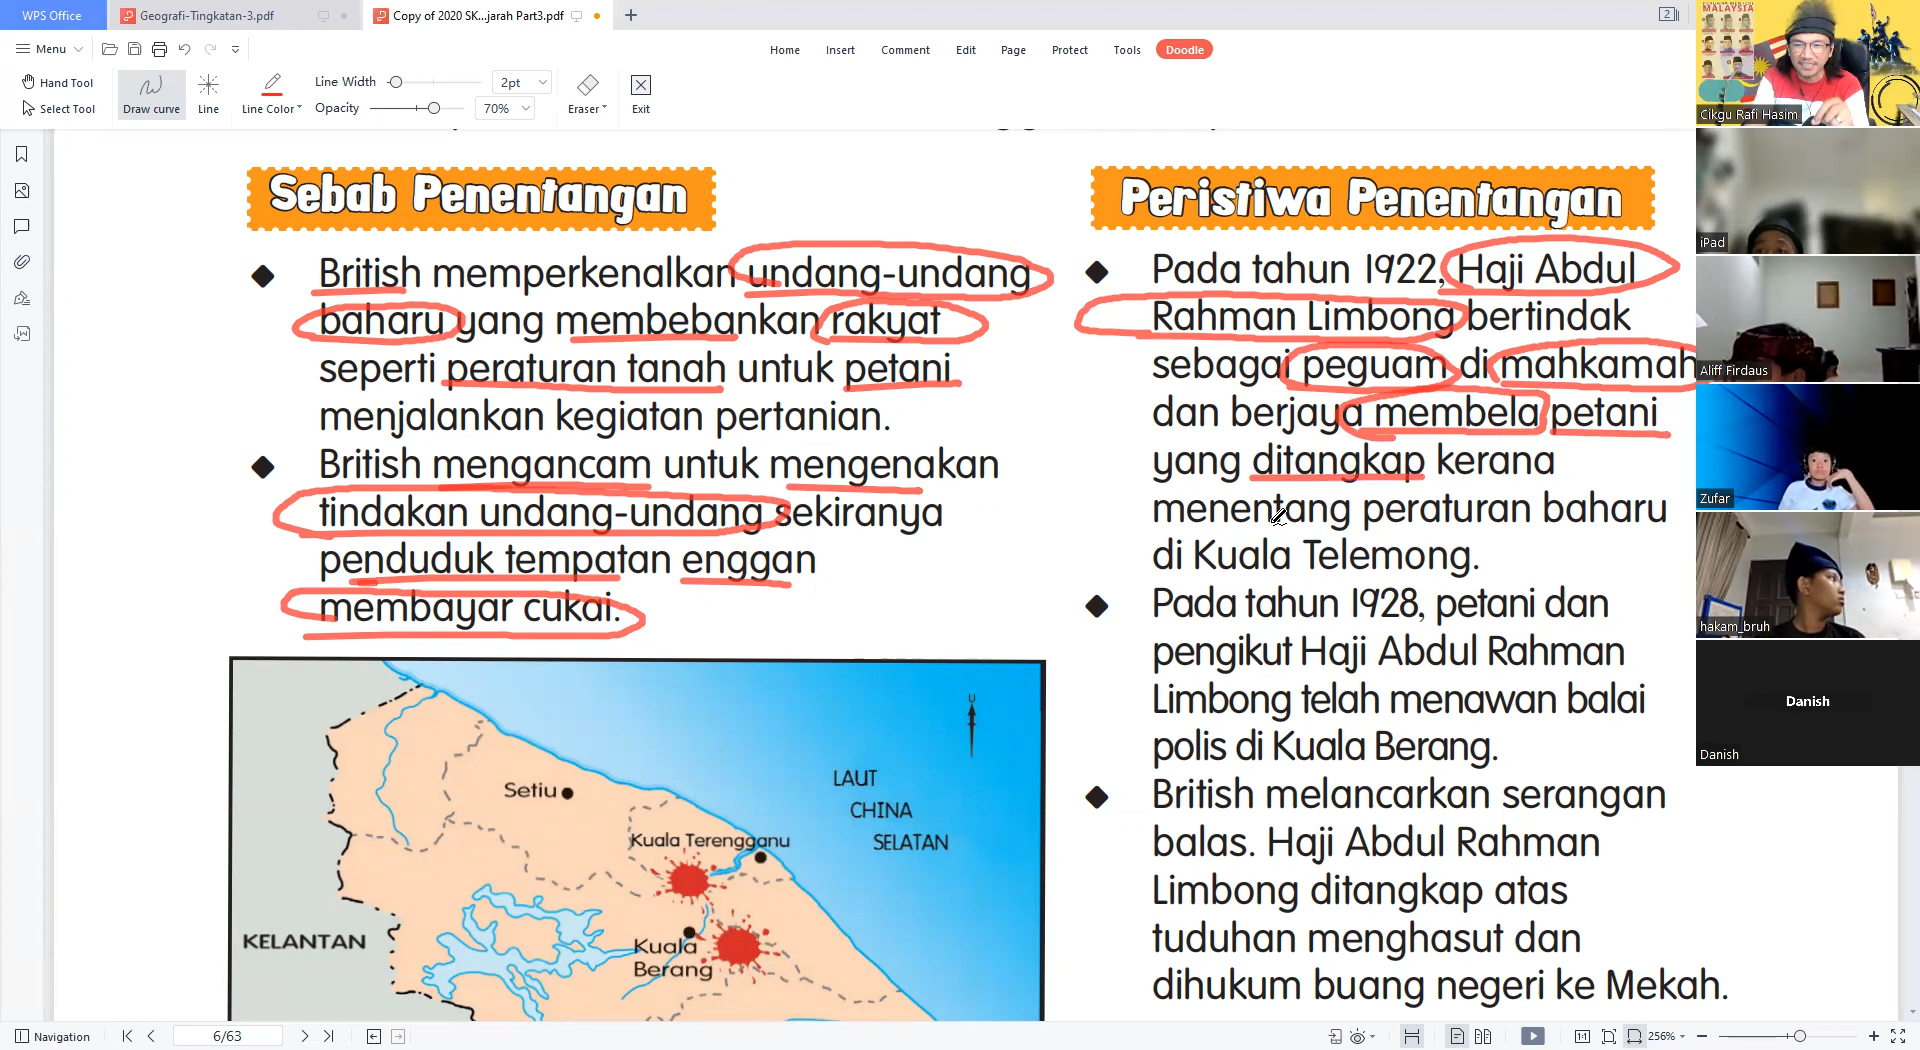 WPS Office
Geografi-Tingkatan-3.pdf
Copy of 2020 SK...jarah Part3.pdf
2
Menu
Home
Insert
Comment
Edit
Page
Protect
Tools
Doodle
Hand Tool
Select Tool
Draw curve
Line
Line Color
Line Width
2pt
Opacity
70%
Eraser
Exit
Sebab Penentangan
British memperkenalkan undang-undang
baharu yang membebankan rakyat
seperti peraturan tanah untuk petani
menjalankan kegiatan pertanian.
British mengancam untuk mengenakan
tindakan undang-undang sekiranya
penduduk tempatan enggan
membayar cukai.
Setiu
LAUT
CHINA
SELATAN
Kuala Terengganu
KELANTAN
Kuala
Berang
U
Peristiwa Penentangan
Pada tahun 1922, Haji Abdul
Rahman Limbong bertindak
sebagai peguam di mahkamah
dan berjaya membela petani
yang ditangkap kerana
menentang peraturan baharu
di Kuala Telemong.
Pada tahun 1928, petani dan
pengikut Haji Abdul Rahman
Limbong telah menawan balai
polis di Kuala Berang.
British melancarkan serangan
balas. Haji Abdul Rahman
Limbong ditangkap atas
tuduhan menghasut dan
dihukum buang negeri ke Mekah.
MALAYSIA
Cikgu Rafi Hasim
iPad
Aliff Firdaus
Zufar
hakam_bruh
Danish
Danish
Navigation
6/63
1:1
256%